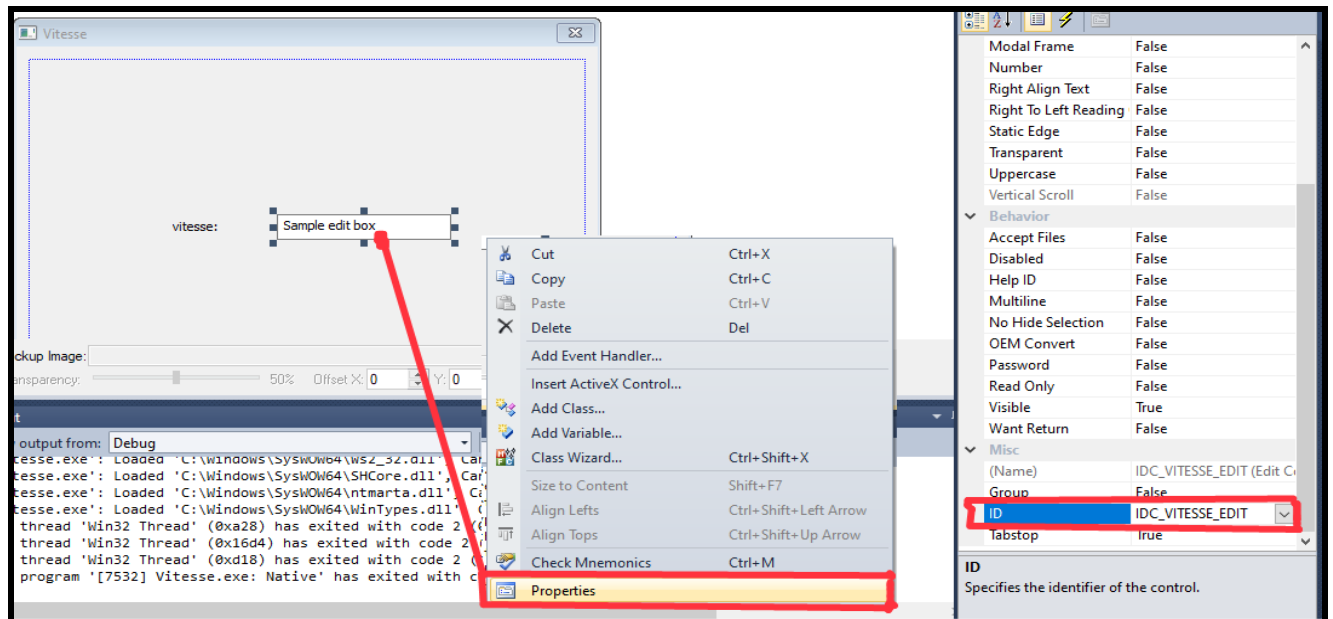 Vitesse
vitesse:
Sample edit box
ckup Image:
ansparency:
50%
Offset X: 0
Y: 0
t
output from: Debug
tesse.exe': Loaded 'C:\Windows\SysWOW64\ws2_32.dll', Can
tesse.exe': Loaded 'C:\Windows\SysWOW64\SHCore.dll', Can
tesse.exe': Loaded 'C:\Windows\SysWOW64\ntmarta.dll', Ca
tesse.exe': Loaded 'C:\Windows\SysWOW64\WinTypes.dll'
thread 'Win32 Thread' (0xa28) has exited with code 2
thread 'Win32 Thread' (0x16d4) has exited with code 2
thread 'Win32 Thread' (0xd18) has exited with code 2
program '[7532] Vitesse.exe: Native' has exited with c
Cut Ctrl+X
Copy Ctrl+C
Paste Ctrl+V
Delete Del
Add Event Handler...
Insert ActiveX Control...
Add Class...
Add Variable...
Class Wizard... Ctrl+Shift+X
Size to Content Shift+F7
Align Lefts Ctrl+Shift+Left Arrow
Align Tops Ctrl+Shift+Up Arrow
Check Mnemonics Ctrl+M
Properties
Modal Frame False
Number False
Right Align Text False
Right To Left Reading False
Static Edge False
Transparent False
Uppercase False
Vertical Scroll False
Behavior
Accept Files False
Disabled False
Help ID False
Multiline False
No Hide Selection False
OEM Convert False
Password False
Read Only False
Visible True
Want Return False
Misc
(Name) IDC_VITESSE_EDIT (Edit C
Group False
ID IDC_VITESSE_EDIT
Tabstop True
ID
Specifies the identifier of the control.